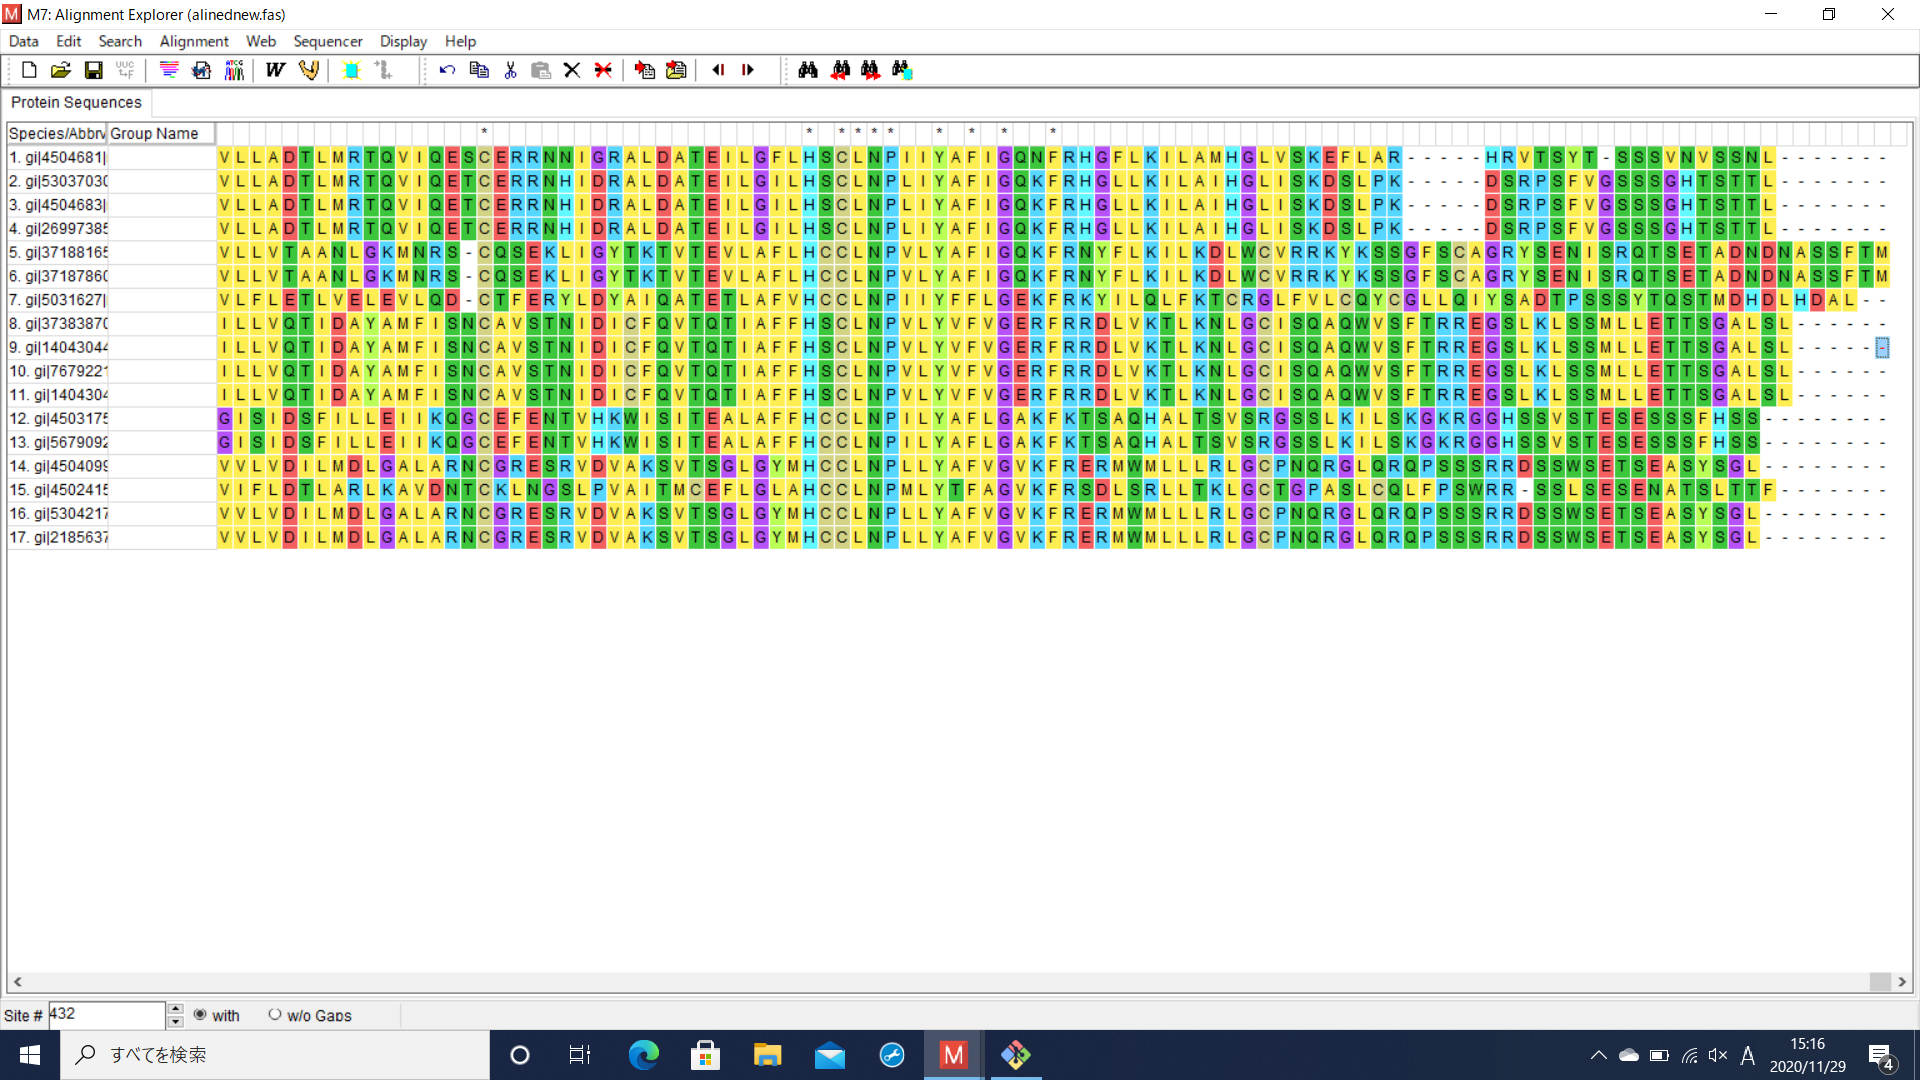 M7: Alignment Explorer (alinednew.fas)
Data Edit Search Alignment Web Sequencer Display Help
Protein Sequences
Species/Abbrv Group Name * * * * * * * * * *
1. gi|4504681| VLLADTLMRTQVIQESCERRNNIGRALDATEILGFLHSCLNPIIYAFIGQNFRHGFLKILAMHGLVSKEFLAR-----HRVTSYT-SSSVNVSSNL-------
2. gi|53037030 VLLADTLMRTQVIQETCERRNHIDRALDATEILGILHSCLNPLIYAFIGQKFRHGLLKILAIHGLISKDSLPK-----DSRPSFVGSSSGHTSTTL-------
3. gi|4504683| VLLADTLMRTQVIQETCERRNHIDRALDATEILGILHSCLNPLIYAFIGQKFRHGLLKILAIHGLISKDSLPK-----DSRPSFVGSSSGHTSTTL-------
4. gi|26997385 VLLADTLMRTQVIQETCERRNHIDRALDATEILGILHSCLNPLIYAFIGQKFRHGLLKILAIHGLISKDSLPK-----DSRPSFVGSSSGHTSTTL-------
5. gi|37188165 VLLVTAANLGKMNRS-CQSEKLIGYTKTVTEVLAFLHCCLNPVLYAFIGQKFRNYFLKILKDLWCVRRKYKSSGFSCAGRYSENISRQTSETADNDNASSFTM
6. gi|37187860 VLLVTAANLGKMNRS-CQSEKLIGYTKTVTEVLAFLHCCLNPVLYAFIGQKFRNYFLKILKDLWCVRRKYKSSGFSCAGRYSENISRQTSETADNDNASSFTM
7. gi|5031627| VLFLETLVELEVLQD-CTFERYLDYAIQATETLAFVHCCLNPIIYFFLGEKFRKYILQLFKTCRGLFVLCQYCGLLQIYSADTPSSSYTQSTMDHDLHDAL--
8. gi|37383870 ILLVQTIDAYAMFISNCAVSTNIDICFQVTQTIAFFHSCLNPVLYVFVGERFRRDLVKTLKNLGCISQAQWVSFTRREGSLKLSSMLLETTSGALSL------
9. gi|14043044 ILLVQTIDAYAMFISNCAVSTNIDICFQVTQTIAFFHSCLNPVLYVFVGERFRRDLVKTLKNLGCISQAQWVSFTRREGSLKLSSMLLETTSGALSL------
10. gi|7679221 ILLVQTIDAYAMFISNCAVSTNIDICFQVTQTIAFFHSCLNPVLYVFVGERFRRDLVKTLKNLGCISQAQWVSFTRREGSLKLSSMLLETTSGALSL------
11. gi|1404304 ILLVQTIDAYAMFISNCAVSTNIDICFQVTQTIAFFHSCLNPVLYVFVGERFRRDLVKTLKNLGCISQAQWVSFTRREGSLKLSSMLLETTSGALSL------
12. gi|4503175 GISIDSFILLEIIKQGCEFENTVHKWISITEALAFFHCCLNPILYAFLGAKFKTSAQHALTSVSRGSSLKILSKGKRGGHSSVSTESESSSFHSS--------
13. gi|5679092 GISIDSFILLEIIKQGCEFENTVHKWISITEALAFFHCCLNPILYAFLGAKFKTSAQHALTSVSRGSSLKILSKGKRGGHSSVSTESESSSFHSS--------
14. gi|4504099 VVLVDILMDLGALARNCGRESRVDVAKSVTSGLGYMHCCLNPLLYAFVGVKFRERMWMLLLRLGCPNQRGLQRQPSSSRRDSSWSETSEASYSGL--------
15. gi|4502415 VIFLDTLARLKAVDNTCKLNGSLPVAITMCEFLGLAHCCLNPMLYTFAGVKFRSDLSRLLTKLGCTGPASLCQLFPSWRR-SSLSESENATSLTTF-------
16. gi|5304217 VVLVDILMDLGALARNCGRESRVDVAKSVTSGLGYMHCCLNPLLYAFVGVKFRERMWMLLLRLGCPNQRGLQRQPSSSRRDSSWSETSEASYSGL--------
17. gi|2185637 VVLVDILMDLGALARNCGRESRVDVAKSVTSGLGYMHCCLNPLLYAFVGVKFRERMWMLLLRLGCPNQRGLQRQPSSSRRDSSWSETSEASYSGL--------
Site # 432 with w/o Gaps
すべてを検索
A 15:16
2020/11/29
4